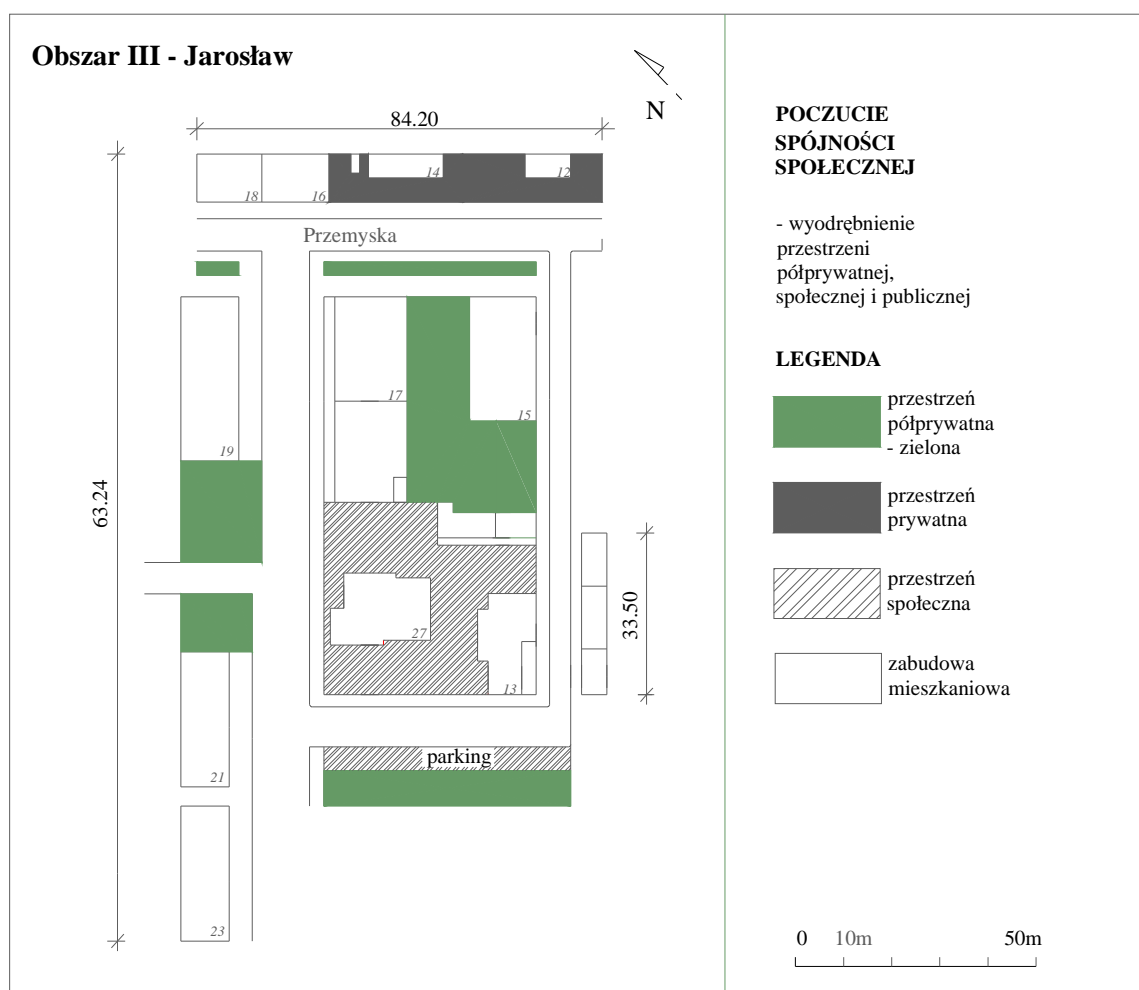 Obszar III - Jarosław
N
84.20
18
16
14
12
Przemyska
17
15
19
63.24
33.50
27
13
parking
21
23
POCZUCIE
SPÓJNOŚCI
SPOŁECZNEJ
- wyodrębnienie
przestrzeni
półprywatnej,
społecznej i publicznej
LEGENDA
przestrzeń
półprywatna
- zielona
przestrzeń
prywatna
przestrzeń
społeczna
zabudowa
mieszkaniowa
0 10m 50m